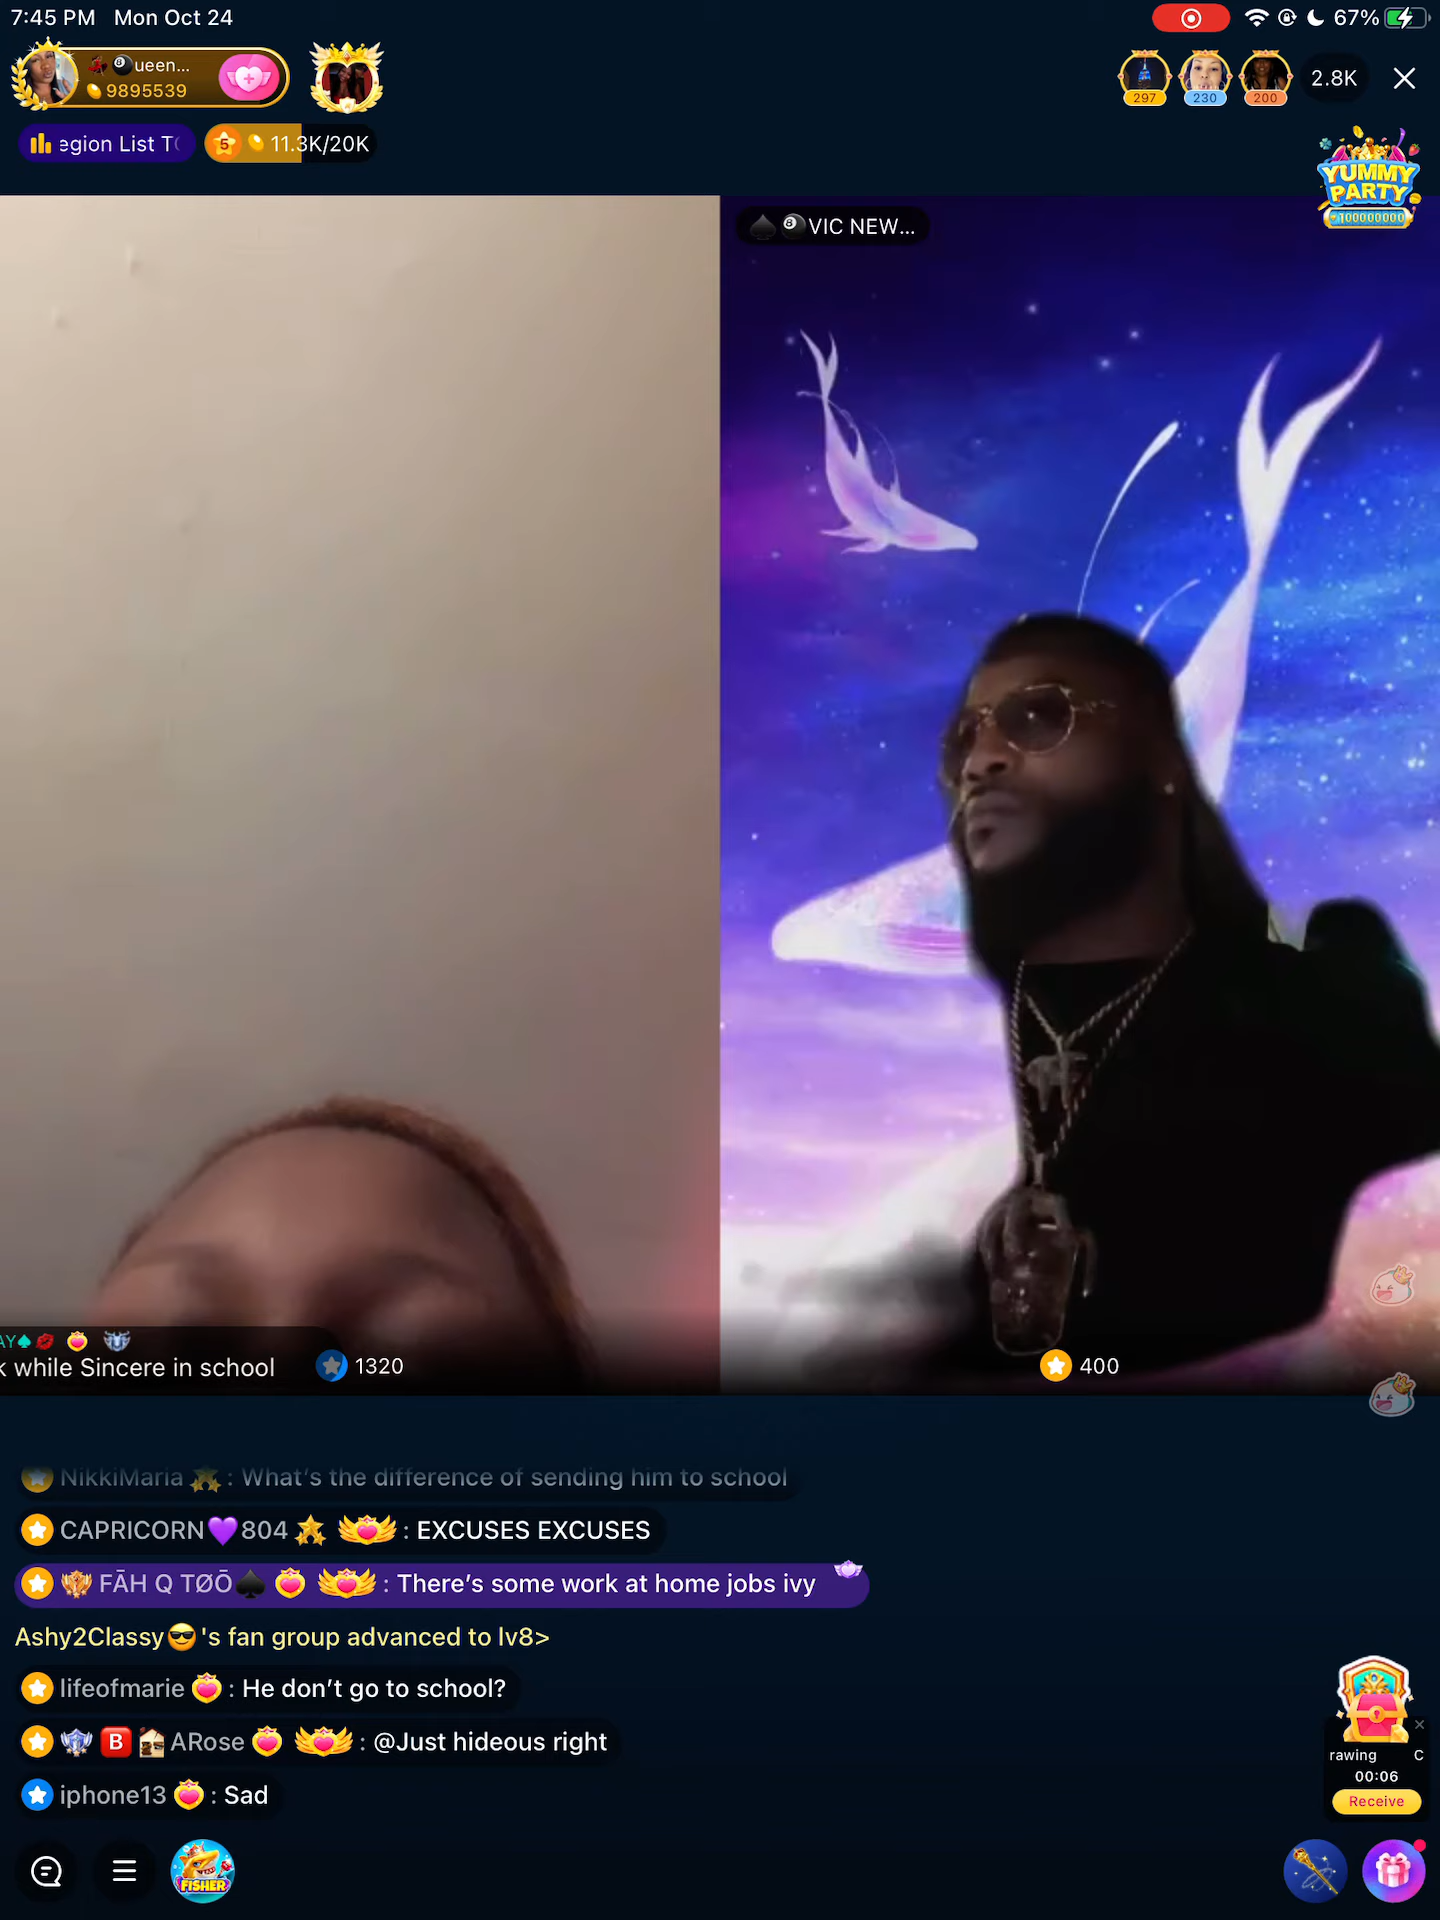 7:45 PM Mon Oct 24
67%
ueen...
9895539
297
230
200
2.8K
egion List T
5
11.3K/20K
YUMMY
PARTY
100000000
8
VIC NEW...
AY
while Sincere in school
1320
400
NikkiMaria : What's the difference of sending him to school
CAPRICORN💜804 : EXCUSES EXCUSES
FĀH Q TØŌ♠ : There's some work at home jobs ivy
Ashy2Classy😎's fan group advanced to lv8>
lifeofmarie : He don't go to school?
B ARose : @Just hideous right
iphone13 : Sad
rawing C
00:06
Receive
FISHER